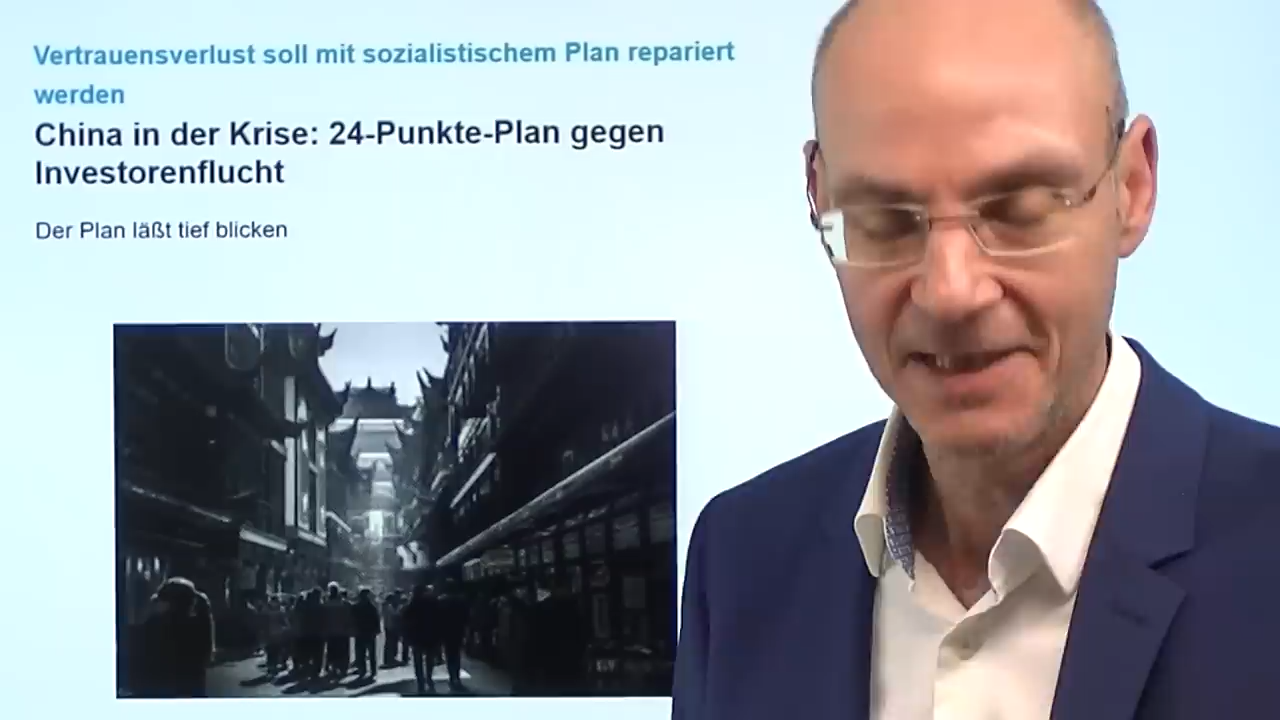 Vertrauensverlust soll mit sozialistischem Plan repariert
werden
China in der Krise: 24-Punkte-Plan gegen
Investorenflucht
Der Plan läßt tief blicken